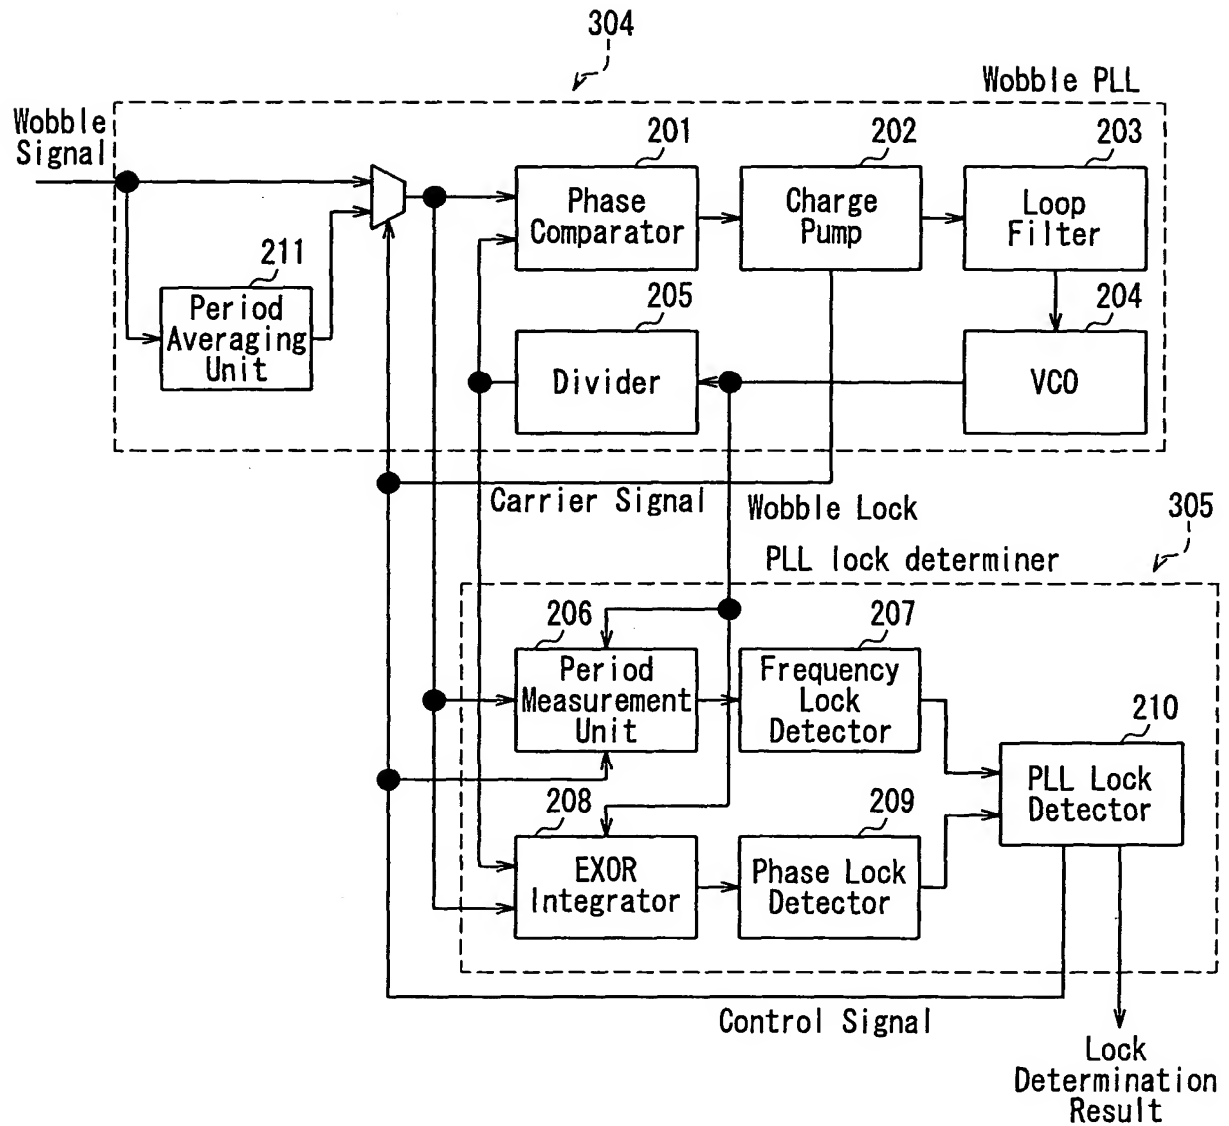 304
Wobble PLL
Wobble
Signal
201
202
203
Phase
Comparator
Charge
Pump
Loop
Filter
211
205
204
Period
Averaging
Unit
Divider
VCO
Carrier Signal
Wobble Lock
305
PLL lock determiner
206
207
Period
Measurement
Unit
Frequency
Lock
Detector
210
PLL Lock
Detector
208
209
EXOR
Integrator
Phase Lock
Detector
Control Signal
Lock
Determination
Result